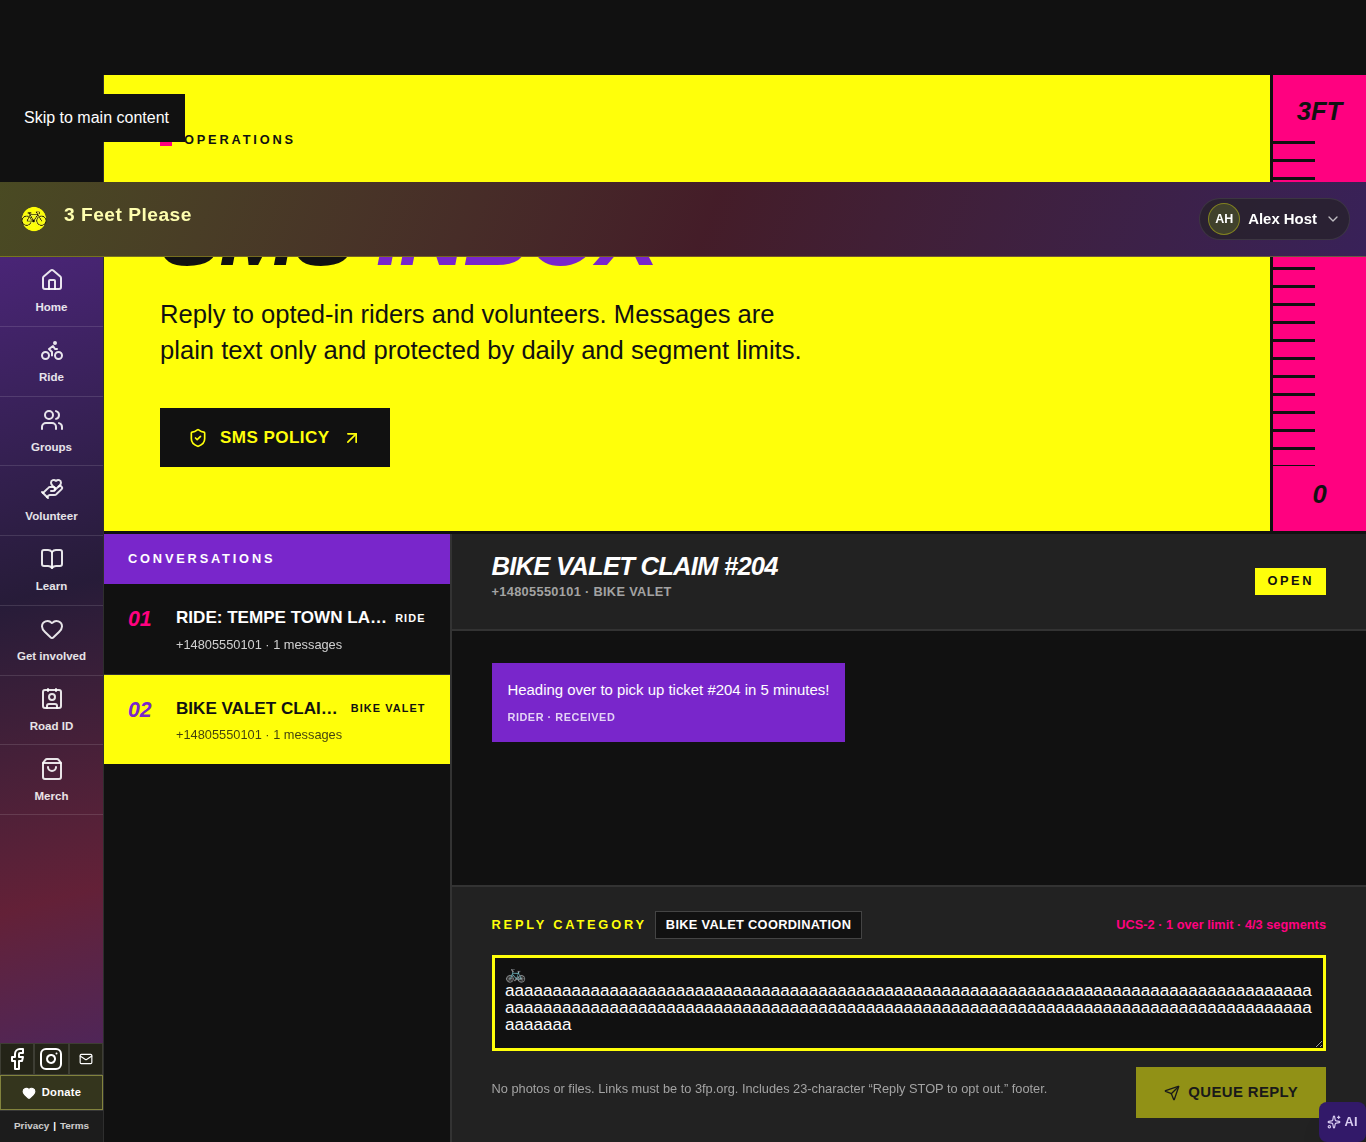 Skip to main content
OPERATIONS
3FT
3 Feet Please
AH
Alex Host
SMS INBOX
Reply to opted-in riders and volunteers. Messages are
plain text only and protected by daily and segment limits.
SMS POLICY
0
Home
Ride
Groups
Volunteer
Learn
Get involved
Road ID
Merch
Donate
Privacy | Terms
CONVERSATIONS
01
RIDE: TEMPE TOWN LA…
RIDE
+14805550101 · 1 messages
02
BIKE VALET CLAI…
BIKE VALET
+14805550101 · 1 messages
BIKE VALET CLAIM #204
+14805550101 · BIKE VALET
OPEN
Heading over to pick up ticket #204 in 5 minutes!
RIDER · RECEIVED
REPLY CATEGORY
BIKE VALET COORDINATION
UCS-2 · 1 over limit · 4/3 segments
🚲
aaaaaaaaaaaaaaaaaaaaaaaaaaaaaaaaaaaaaaaaaaaaaaaaaaaaaaaaaaaaaaaaaaaaaaaaaaaaaaaaaaaaa
aaaaaaaaaaaaaaaaaaaaaaaaaaaaaaaaaaaaaaaaaaaaaaaaaaaaaaaaaaaaaaaaaaaaaaaaaaaaaaaaaaaaa
aaaaaaa
No photos or files. Links must be to 3fp.org. Includes 23-character “Reply STOP to opt out.” footer.
QUEUE REPLY
AI